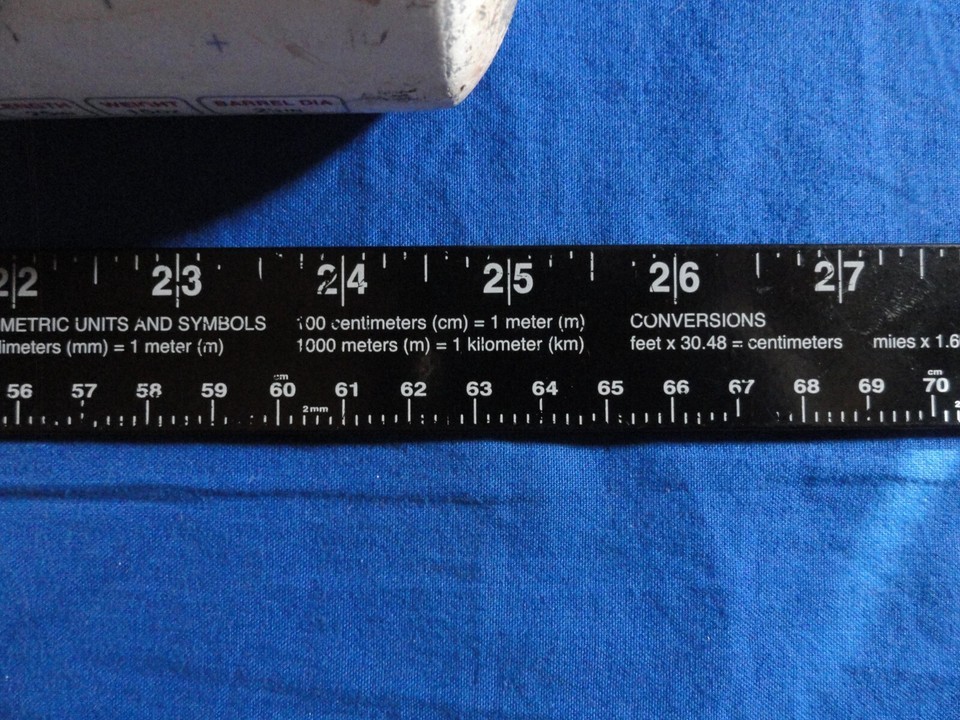 LENGTH WEIGHT BARREL DIA
22 23 24 25 26 27
METRIC UNITS AND SYMBOLS 100 centimeters (cm) = 1 meter (m) CONVERSIONS
limeters (mm) = 1 meter (m) 1000 meters (m) = 1 kilometer (km) feet x 30.48 = centimeters miles x 1.6
cm cm
56 57 58 59 60 61 62 63 64 65 66 67 68 69 70
2mm 2